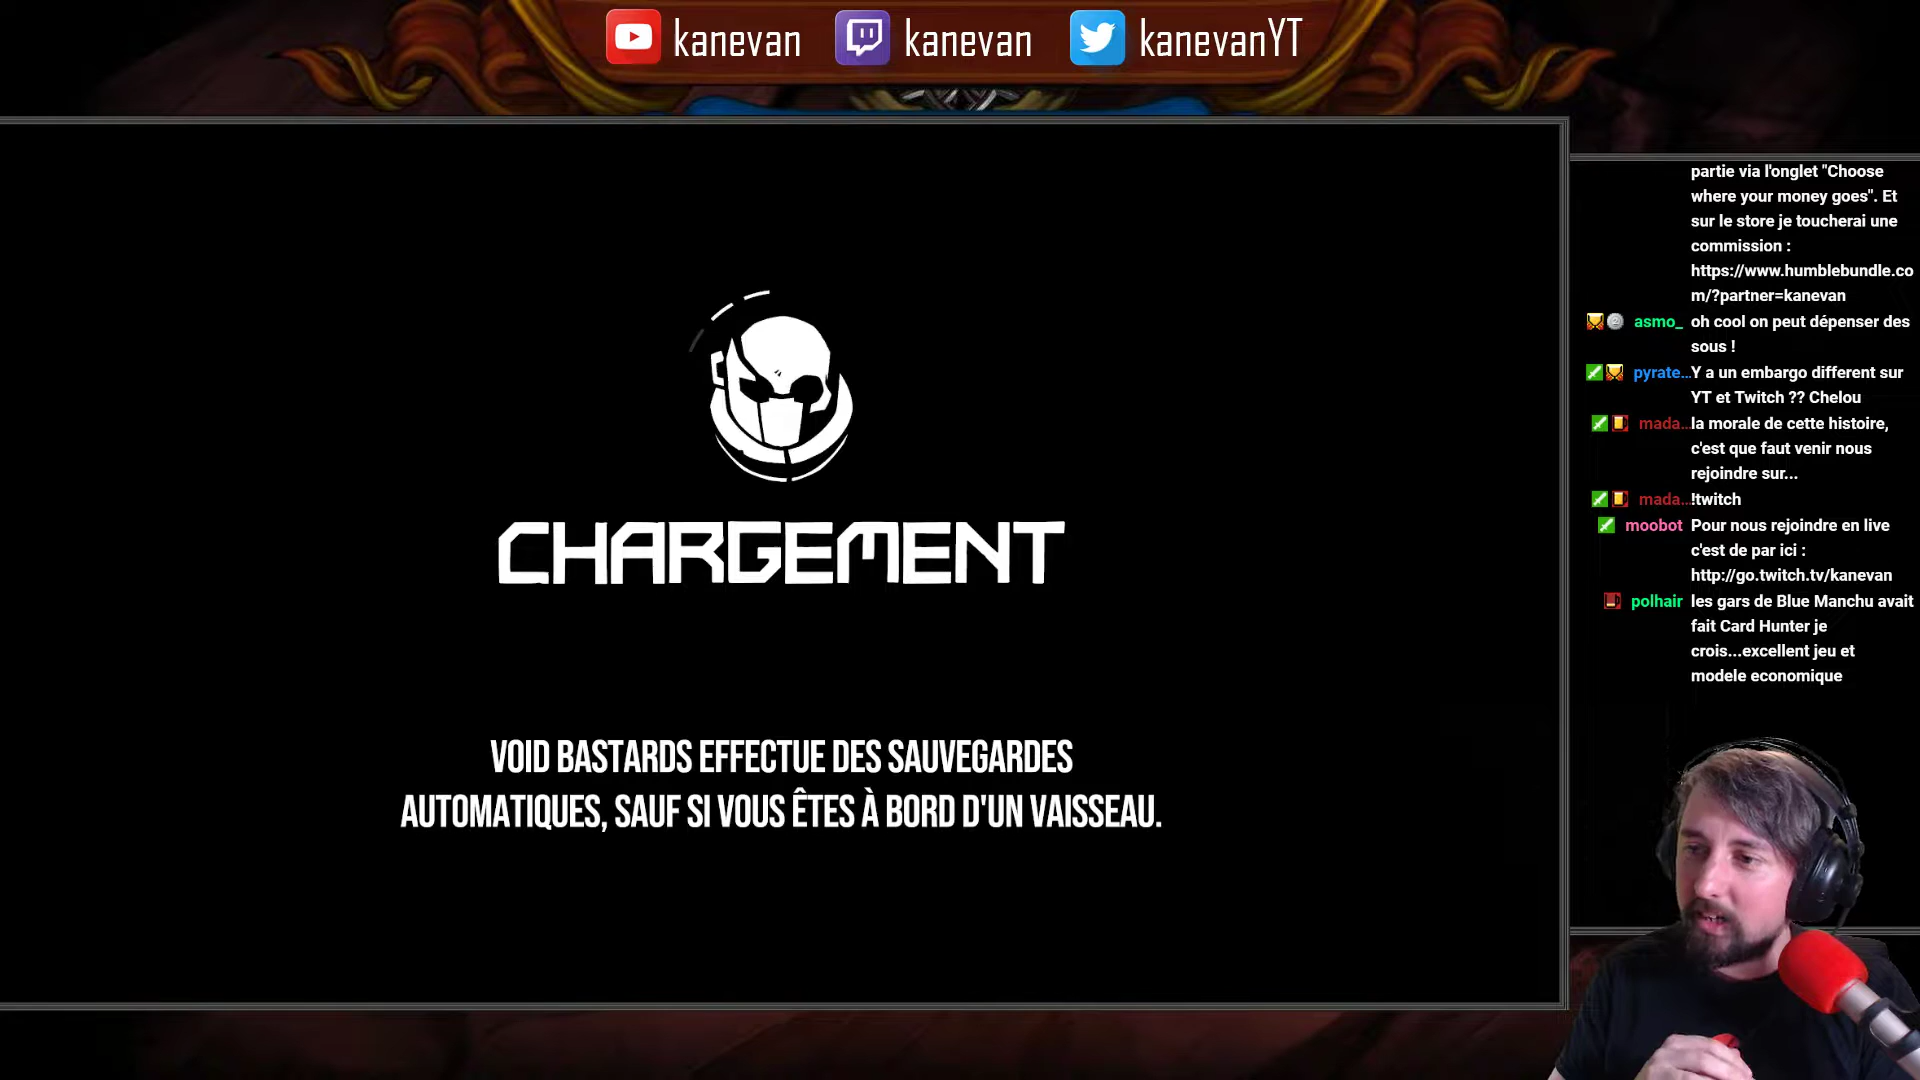 kanevan kanevan kanevanYT
partie via l'onglet "Choose
where your money goes". Et
sur le store je toucherai une
commission :
https://www.humblebundle.co
m/?partner=kanevan
asmo_ oh cool on peut dépenser des
sous !
pyrate... Y a un embargo different sur
YT et Twitch ?? Chelou
mada... la morale de cette histoire,
c'est que faut venir nous
rejoindre sur...
mada... !twitch
moobot Pour nous rejoindre en live
c'est de par ici :
http://go.twitch.tv/kanevan
polhair les gars de Blue Manchu avait
fait Card Hunter je
crois...excellent jeu et
modele economique
CHARGEMENT
VOID BASTARDS EFFECTUE DES SAUVEGARDES
AUTOMATIQUES, SAUF SI VOUS ÊTES À BORD D'UN VAISSEAU.